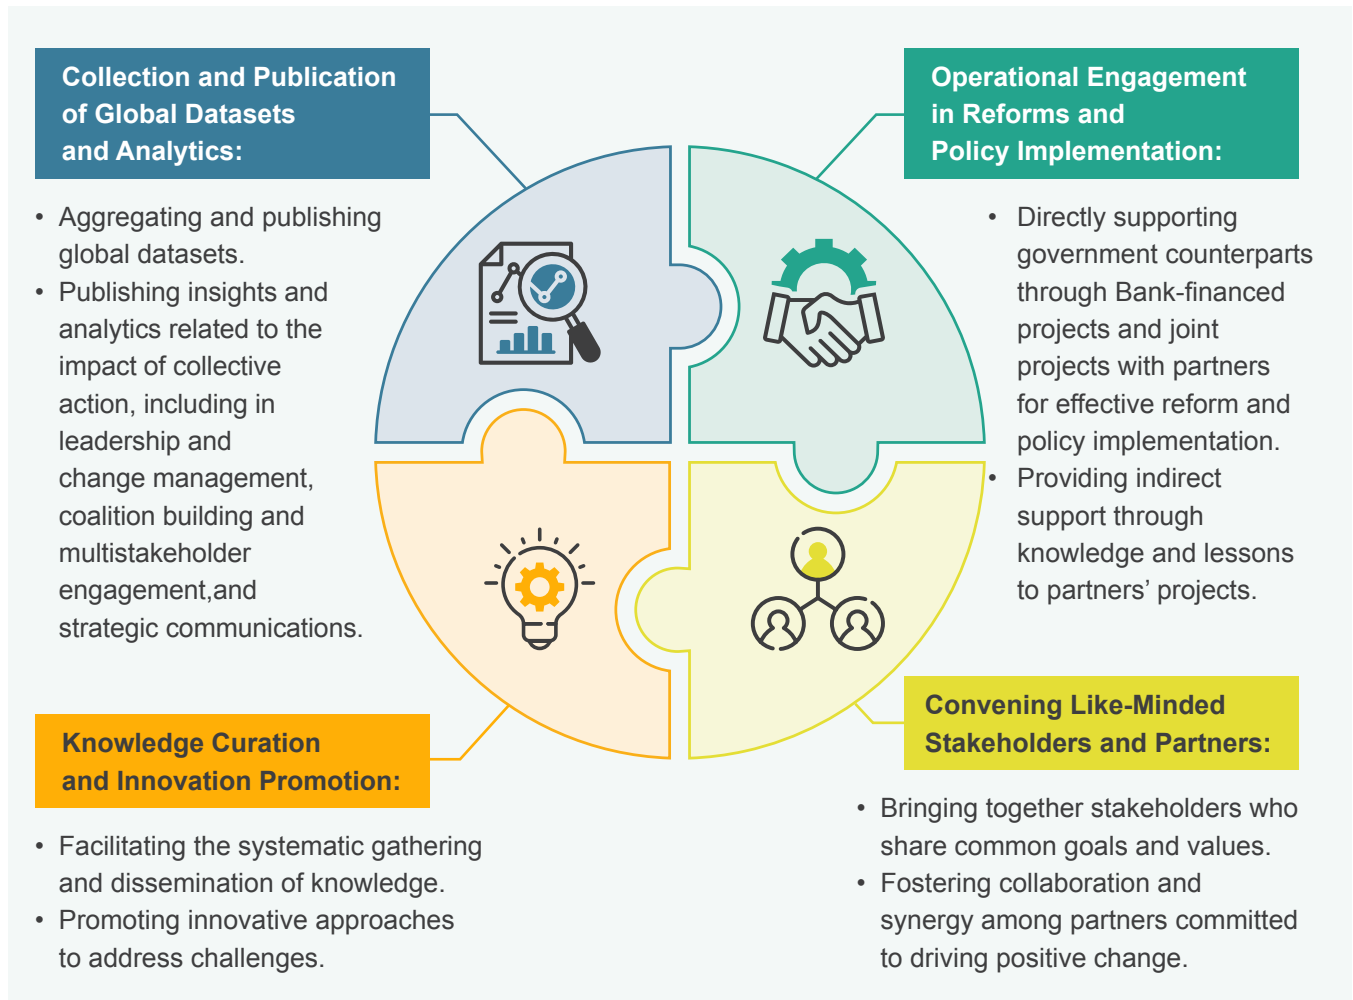 Collection and Publication
of Global Datasets
and Analytics:
• Aggregating and publishing
global datasets.
• Publishing insights and
analytics related to the
impact of collective
action, including in
leadership and
change management,
coalition building and
multistakeholder
engagement,and
strategic communications.
Operational Engagement
in Reforms and
Policy Implementation:
• Directly supporting
government counterparts
through Bank-financed
projects and joint
projects with partners
for effective reform and
policy implementation.
• Providing indirect
support through
knowledge and lessons
to partners’ projects.
Knowledge Curation
and Innovation Promotion:
• Facilitating the systematic gathering
and dissemination of knowledge.
• Promoting innovative approaches
to address challenges.
Convening Like-Minded
Stakeholders and Partners:
• Bringing together stakeholders who
share common goals and values.
• Fostering collaboration and
synergy among partners committed
to driving positive change.